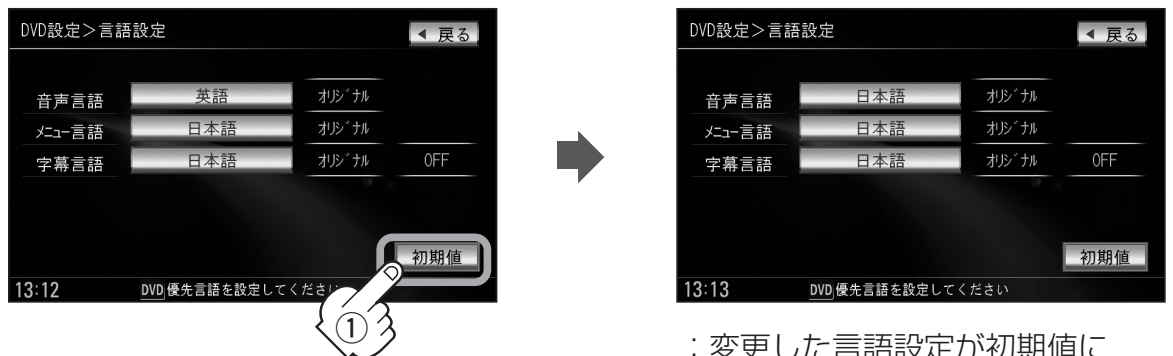 DVD設定＞言語設定
◀ 戻る
音声言語 英語 オリジナル
メニュー言語 日本語 オリジナル
字幕言語 日本語 オリジナル OFF
初期値
13:12 DVD 優先言語を設定してくださ
①
DVD設定＞言語設定
◀ 戻る
音声言語 日本語 オリジナル
メニュー言語 日本語 オリジナル
字幕言語 日本語 オリジナル OFF
初期値
13:13 DVD 優先言語を設定してください
：変更した言語設定が初期値に